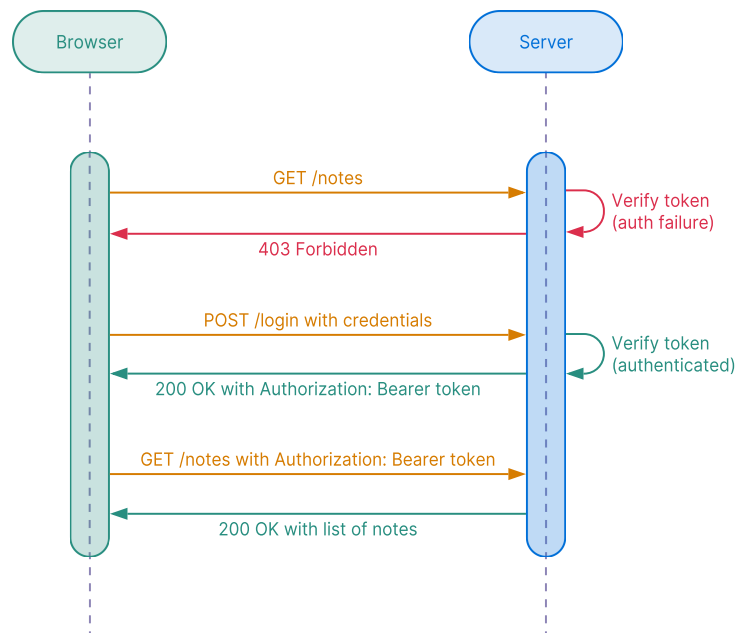 Browser
Server
GET /notes
Verify token
(auth failure)
403 Forbidden
POST /login with credentials
Verify token
(authenticated)
200 OK with Authorization: Bearer token
GET /notes with Authorization: Bearer token
200 OK with list of notes